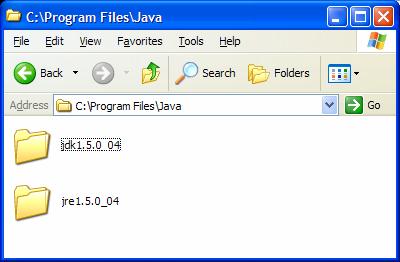 C:\Program Files\Java
File Edit View Favorites Tools Help
Back Search Folders
Address C:\Program Files\Java Go
jdk1.5.0_04
jre1.5.0_04